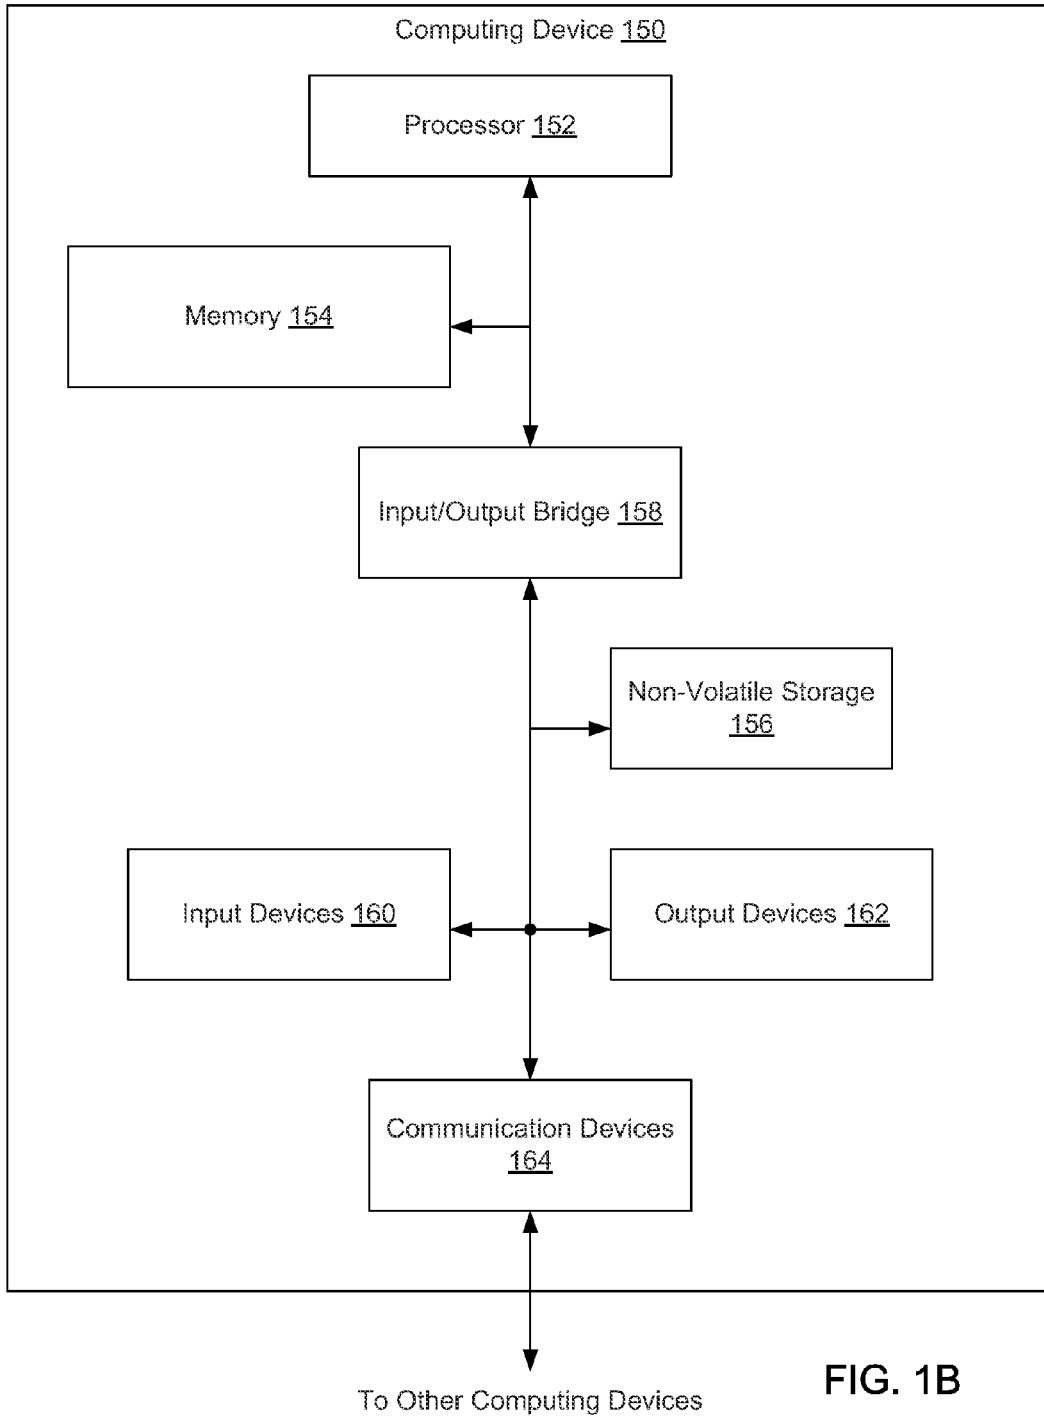 Computing Device 150
Processor 152
Memory 154
Input/Output Bridge 158
Non-Volatile Storage
156
Input Devices 160
Output Devices 162
Communication Devices
164
To Other Computing Devices
FIG. 1B